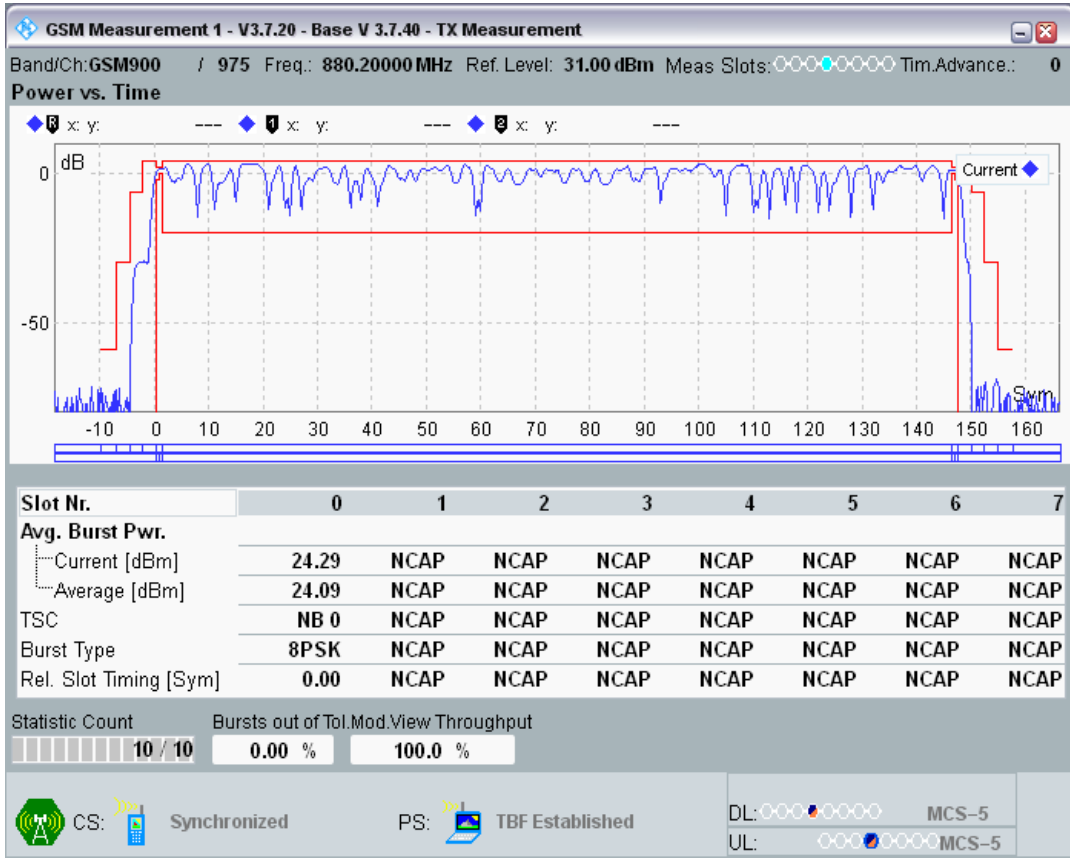 GSM Measurement 1 - V3.7.20 - Base V 3.7.40 - TX Measurement
Band/Ch:GSM900 / 975 Freq.: 880.20000 MHz Ref. Level: 31.00 dBm Meas Slots: Tim.Advance.: 0
Power vs. Time
R x: y: --- 1 x: y: --- 2 x: y: ---
dB
Current
0
-50
Sym
-10 0 10 20 30 40 50 60 70 80 90 100 110 120 130 140 150 160
Slot Nr. 0 1 2 3 4 5 6 7
Avg. Burst Pwr.
Current [dBm] 24.29 NCAP NCAP NCAP NCAP NCAP NCAP NCAP
Average [dBm] 24.09 NCAP NCAP NCAP NCAP NCAP NCAP NCAP
TSC NB 0 NCAP NCAP NCAP NCAP NCAP NCAP NCAP
Burst Type 8PSK NCAP NCAP NCAP NCAP NCAP NCAP NCAP
Rel. Slot Timing [Sym] 0.00 NCAP NCAP NCAP NCAP NCAP NCAP NCAP
Statistic Count Bursts out of Tol.Mod.View Throughput
10 / 10 0.00 % 100.0 %
CS: Synchronized PS: TBF Established
DL: MCS-5
UL: MCS-5